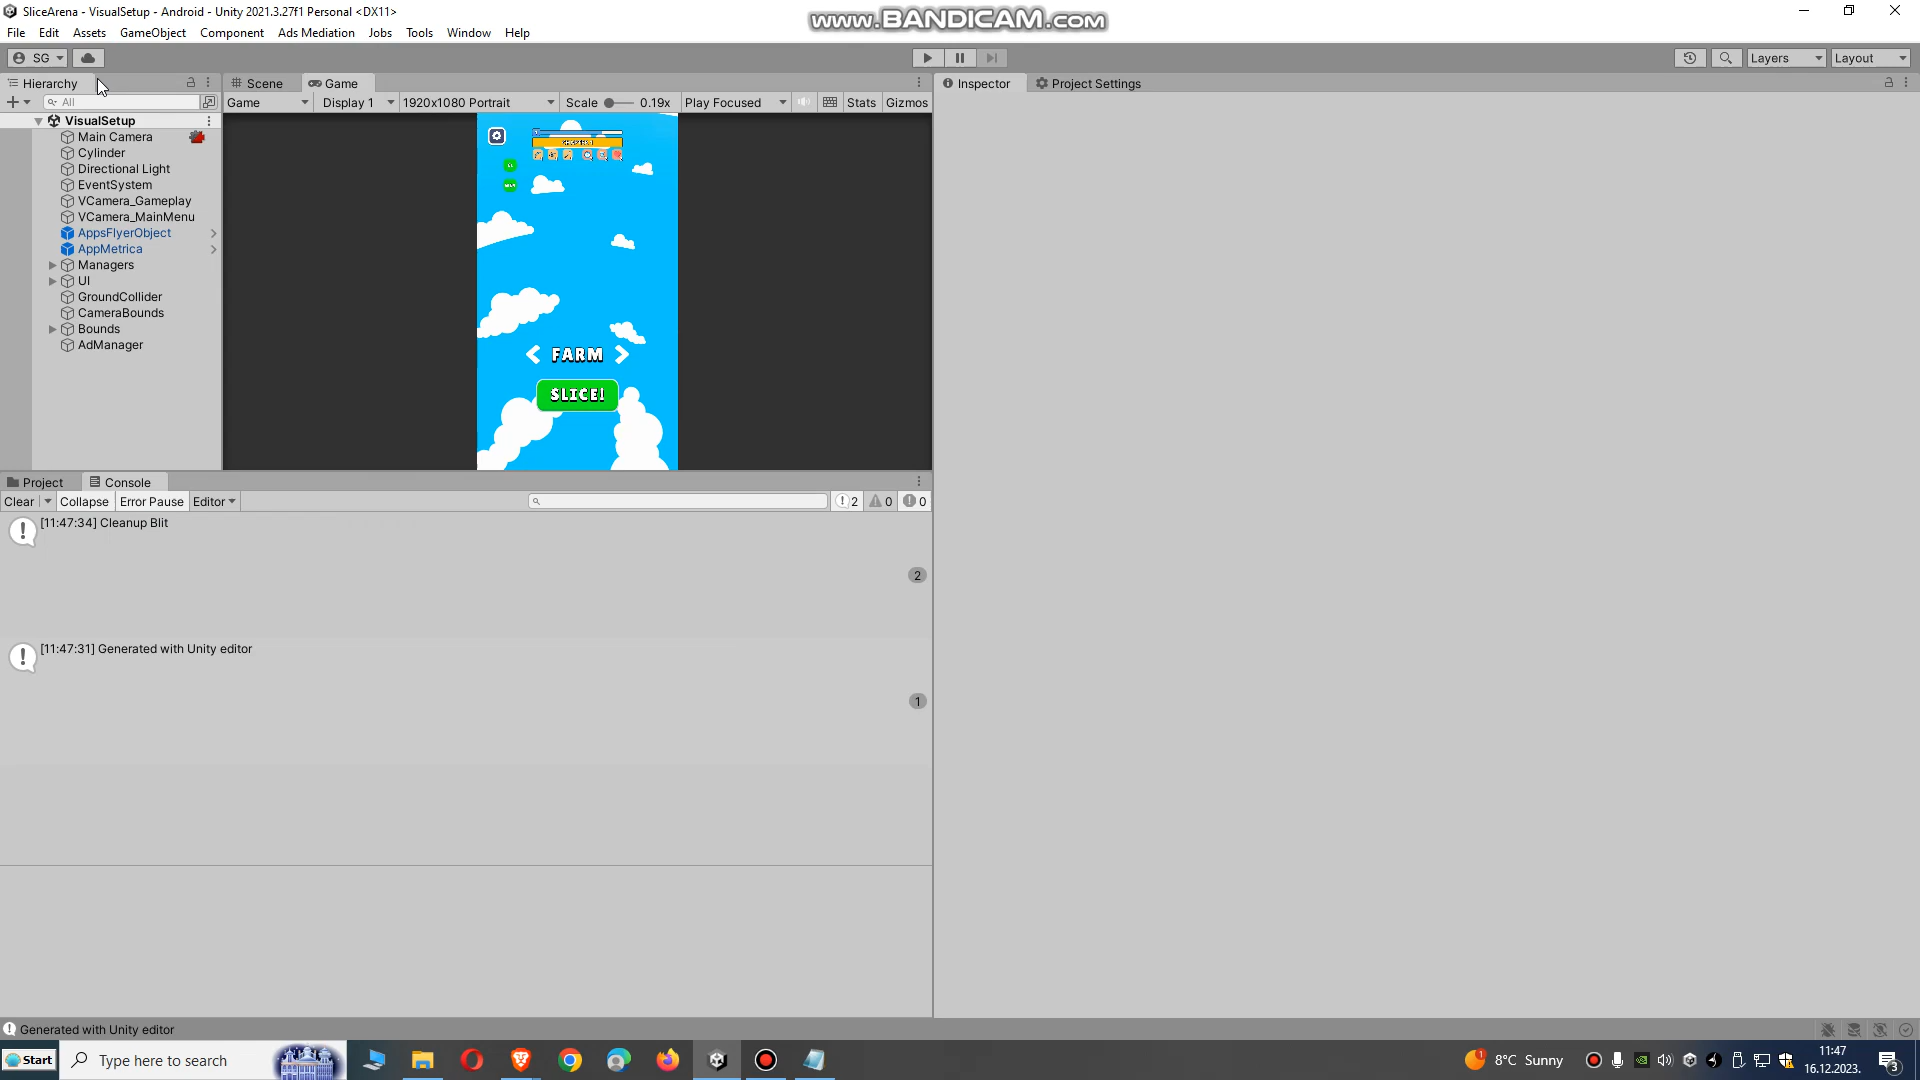 SliceArena - VisualSetup - Android - Unity 2021.3.27f1 Personal <DX11>
www.BANDICAM.com
File Edit Assets GameObject Component Ads Mediation Jobs Tools Window Help
SG
Layers
Layout
Hierarchy
Scene
Game
Inspector
Project Settings
All
Game
Display 1
1920x1080 Portrait
Scale
0.19x
Play Focused
Stats
Gizmos
VisualSetup
Main Camera
Cylinder
Directional Light
EventSystem
VCamera_Gameplay
VCamera_MainMenu
AppsFlyerObject
AppMetrica
Managers
UI
GroundCollider
CameraBounds
Bounds
AdManager
FARM
SLICE!
Project
Console
Clear
Collapse
Error Pause
Editor
2
0
0
[11:47:34] Cleanup Blit
2
[11:47:31] Generated with Unity editor
1
Generated with Unity editor
Start
Type here to search
1
8°C Sunny
11:47
16.12.2023.
3